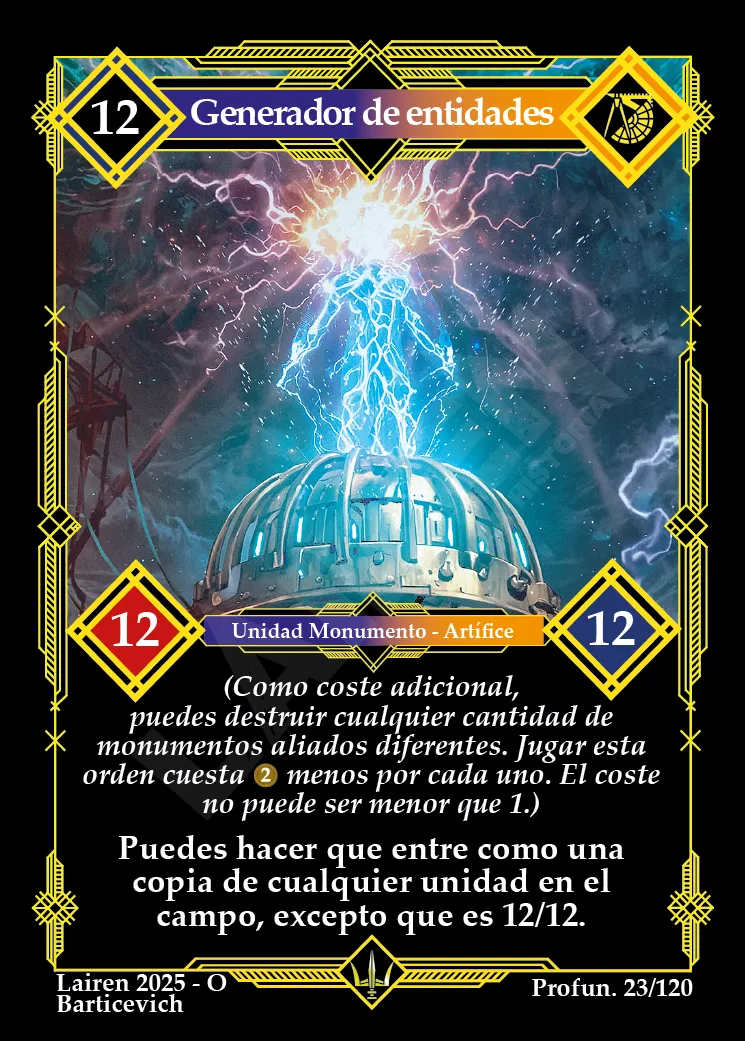 12
Generador de entidades
12
Unidad Monumento - Artífice
12
(Como coste adicional,
puedes destruir cualquier cantidad de
monumentos aliados diferentes. Jugar esta
orden cuesta 2 menos por cada uno. El coste
no puede ser menor que 1.)
Puedes hacer que entre como una
copia de cualquier unidad en el
campo, excepto que es 12/12.
Lairen 2025 - O
Barticevich
Profun. 23/120